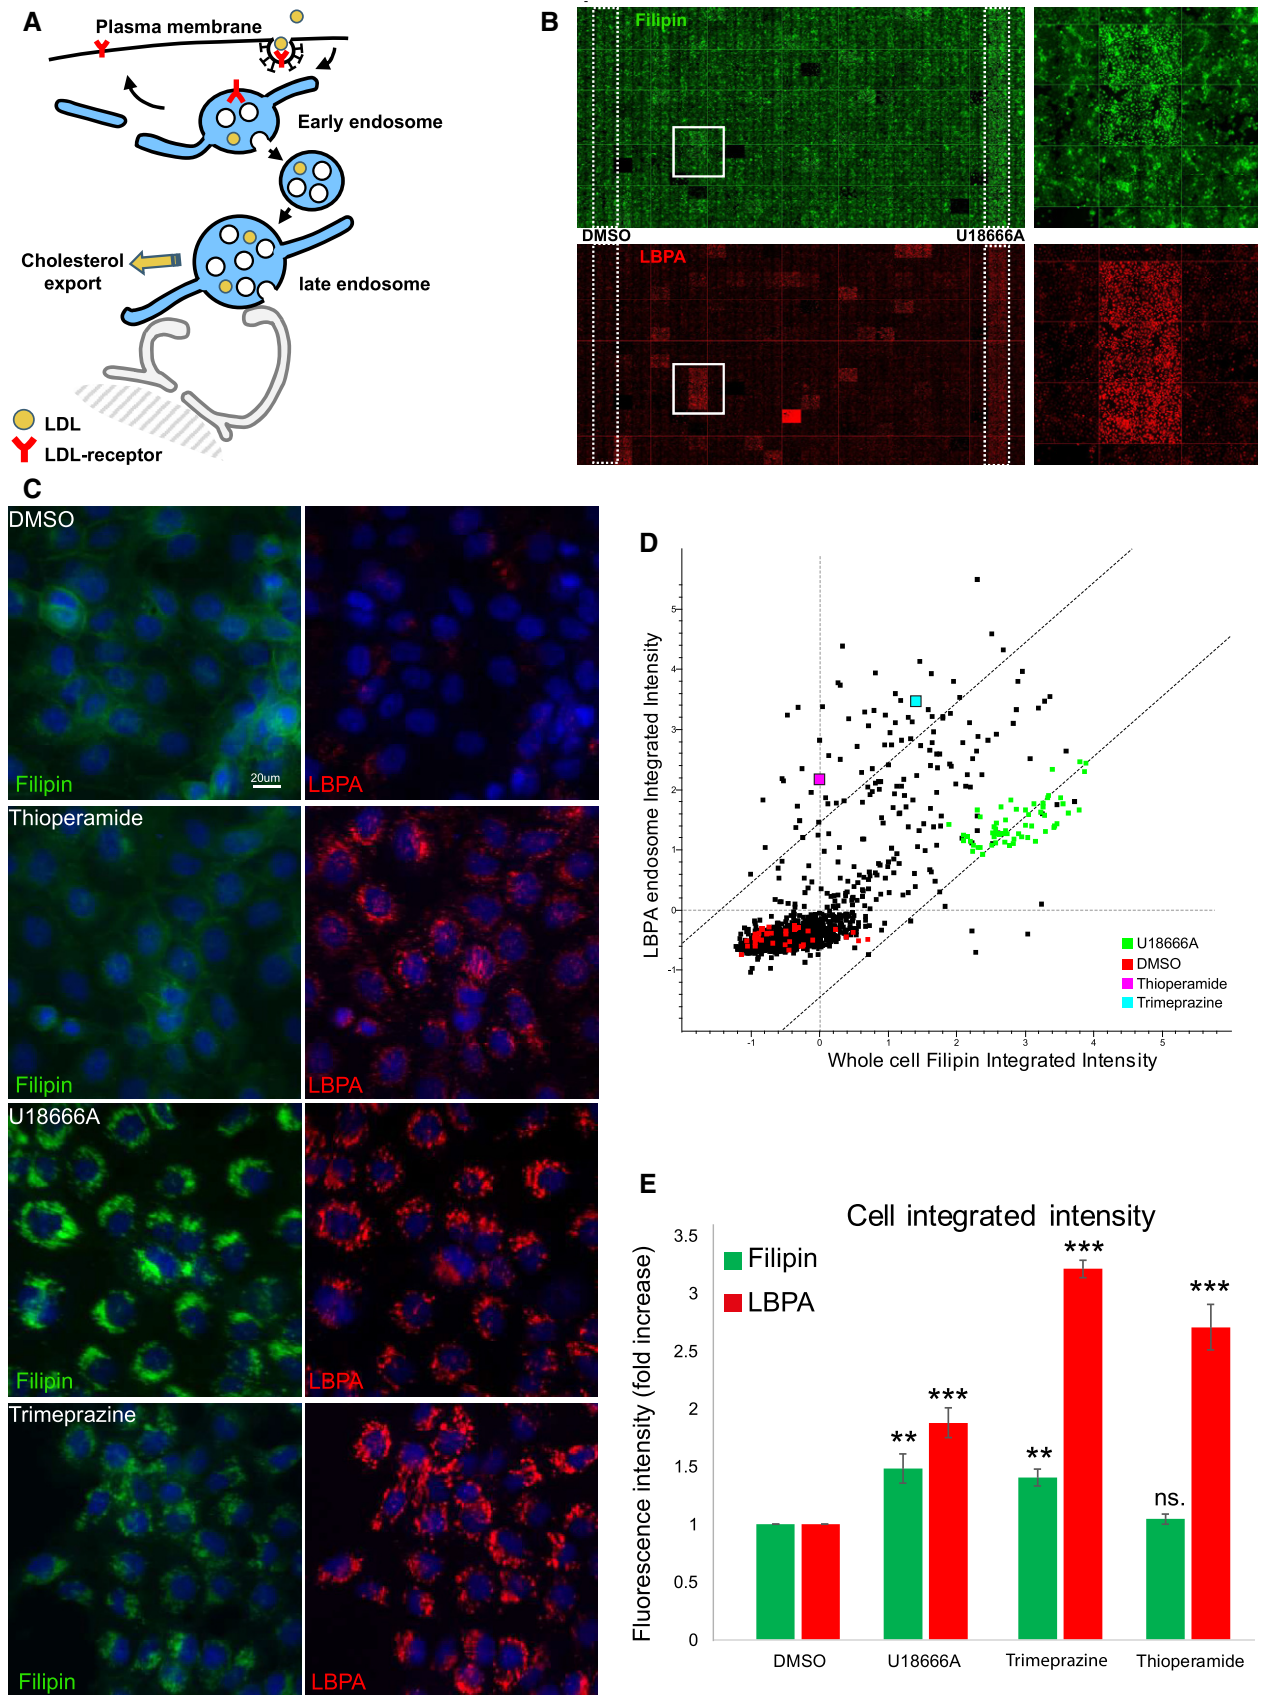 A
Plasma membrane
Early endosome
Cholesterol
export
late endosome
LDL
LDL-receptor
B
Filipin
DMSO
U18666A
LBPA
C
DMSO
Filipin
20um
LBPA
Thioperamide
Filipin
LBPA
U18666A
Filipin
LBPA
Trimeprazine
Filipin
LBPA
D
LBPA endosome Integrated Intensity
5
4
3
2
1
0
-1
-1 0 1 2 3 4 5
Whole cell Filipin Integrated Intensity
U18666A
DMSO
Thioperamide
Trimeprazine
E
Cell integrated intensity
Fluorescence intensity (fold increase)
3.5
3
2.5
2
1.5
1
0.5
0
Filipin
LBPA
**
***
**
***
ns.
***
DMSO U18666A Trimeprazine Thioperamide